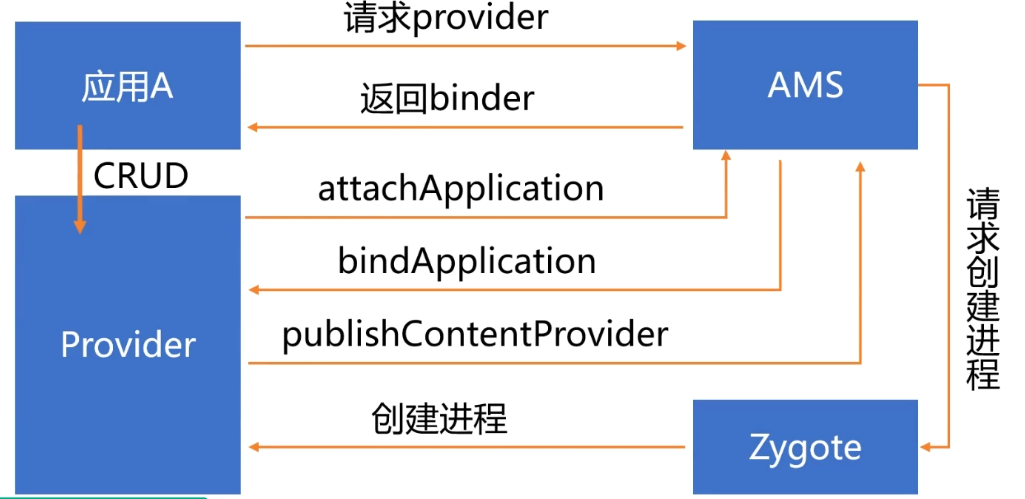 请求provider
应用A
AMS
返回binder
CRUD
attachApplication
bindApplication
请求创建进程
Provider
publishContentProvider
创建进程
Zygote